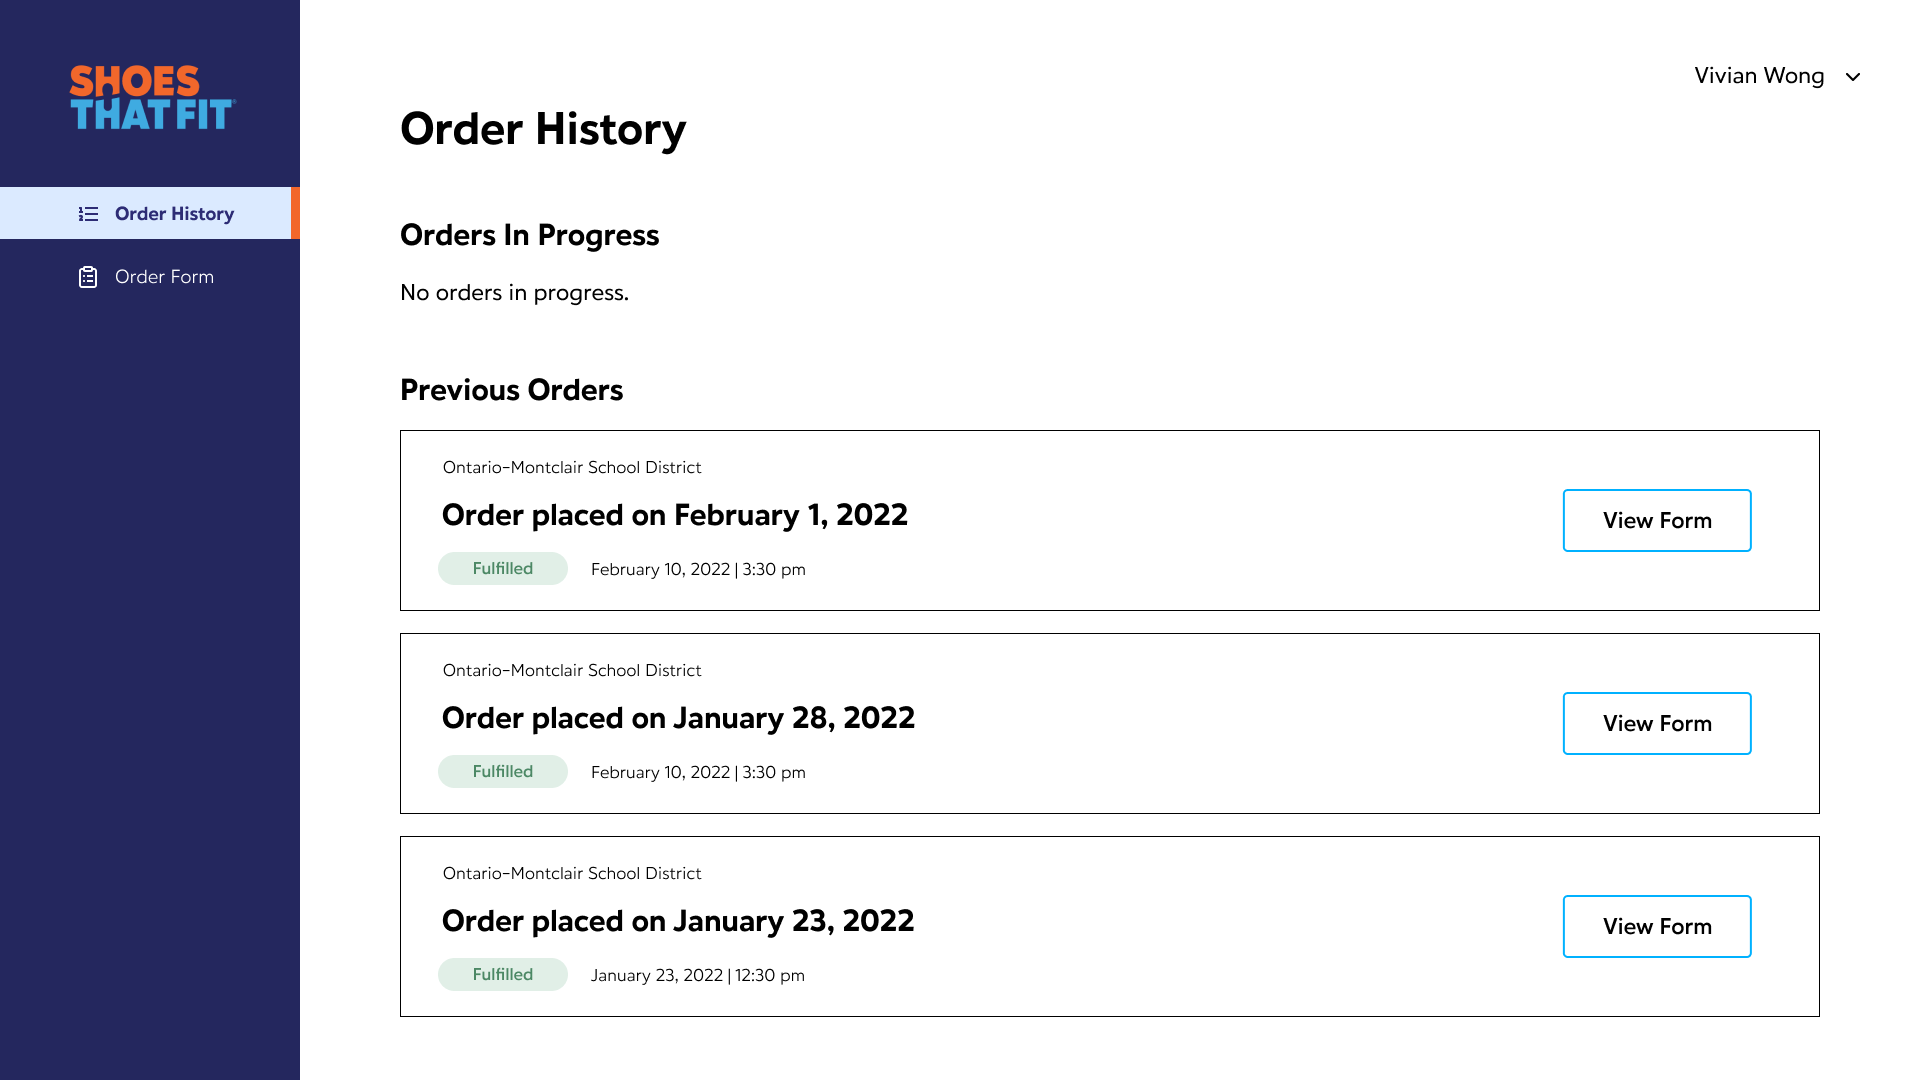 SHOES
THAT FIT®
Order History
Order Form
Vivian Wong
Order History
Orders In Progress
No orders in progress.
Previous Orders
Ontario-Montclair School District
Order placed on February 1, 2022
Fulfilled February 10, 2022 | 3:30 pm
View Form
Ontario-Montclair School District
Order placed on January 28, 2022
Fulfilled February 10, 2022 | 3:30 pm
View Form
Ontario-Montclair School District
Order placed on January 23, 2022
Fulfilled January 23, 2022 | 12:30 pm
View Form